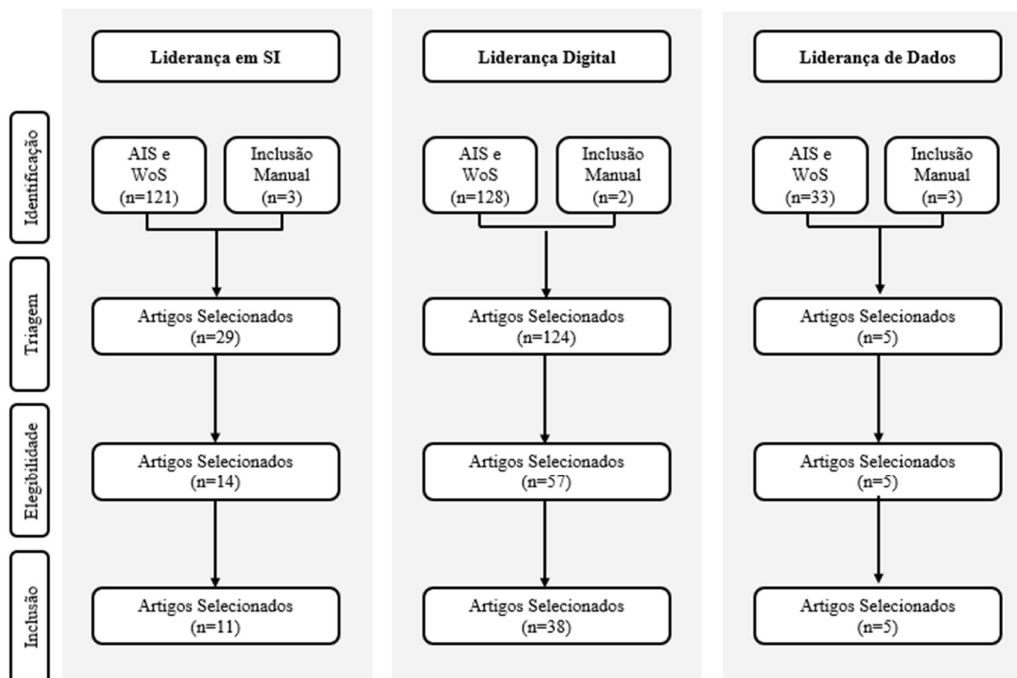 Liderança em SI
Liderança Digital
Liderança de Dados
Identificação
AIS e
WoS
(n=121)
Inclusão
Manual
(n=3)
AIS e
WoS
(n=128)
Inclusão
Manual
(n=2)
AIS e
WoS
(n=33)
Inclusão
Manual
(n=3)
Triagem
Artigos Selecionados
(n=29)
Artigos Selecionados
(n=124)
Artigos Selecionados
(n=5)
Elegibilidade
Artigos Selecionados
(n=14)
Artigos Selecionados
(n=57)
Artigos Selecionados
(n=5)
Inclusão
Artigos Selecionados
(n=11)
Artigos Selecionados
(n=38)
Artigos Selecionados
(n=5)